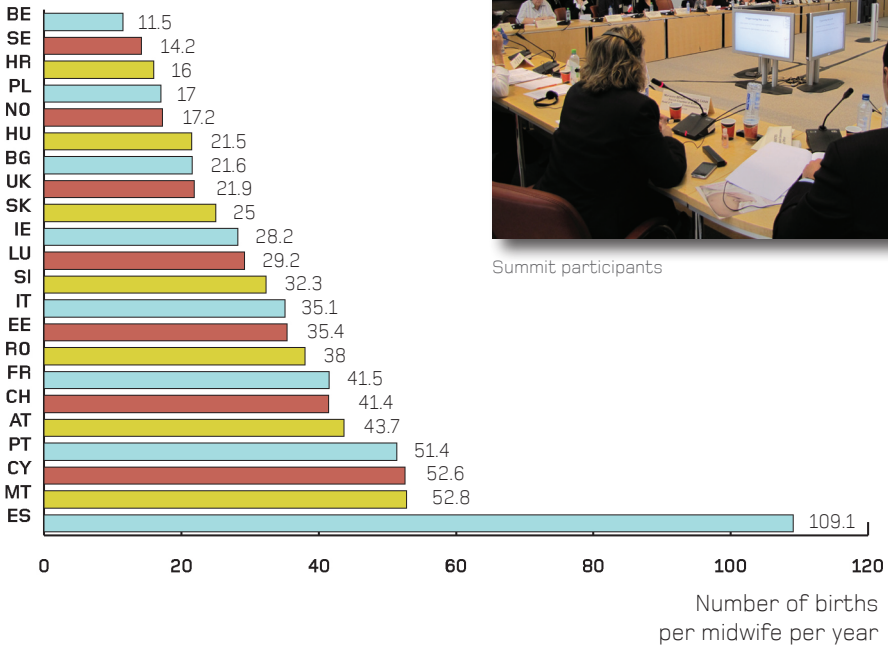 BE 11.5
SE 14.2
HR 16
PL 17
NO 17.2
HU 21.5
BG 21.6
UK 21.9
SK 25
IE 28.2
LU 29.2
SI 32.3
IT 35.1
EE 35.4
RO 38
FR 41.5
CH 41.4
AT 43.7
PT 51.4
CY 52.6
MT 52.8
ES 109.1
0 20 40 60 80 100 120
Number of births
per midwife per year
Summit participants